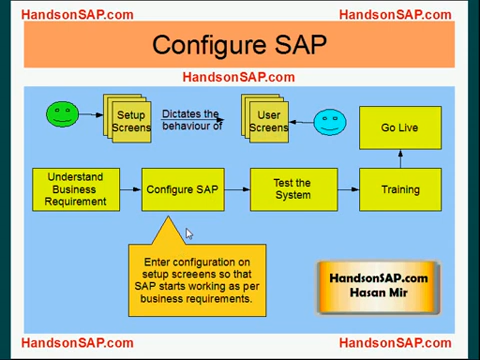 HandsonSAP.com
HandsonSAP.com
Configure SAP
HandsonSAP.com
Setup
Screens
Dictates the
behaviour of
User
Screens
Go Live
Understand
Business
Requirement
Configure SAP
Test the
System
Training
Enter configuration on
setup screeens so that
SAP starts working as per
business requirements.
HandsonSAP.com
Hasan Mir
HandsonSAP.com
HandsonSAP.com